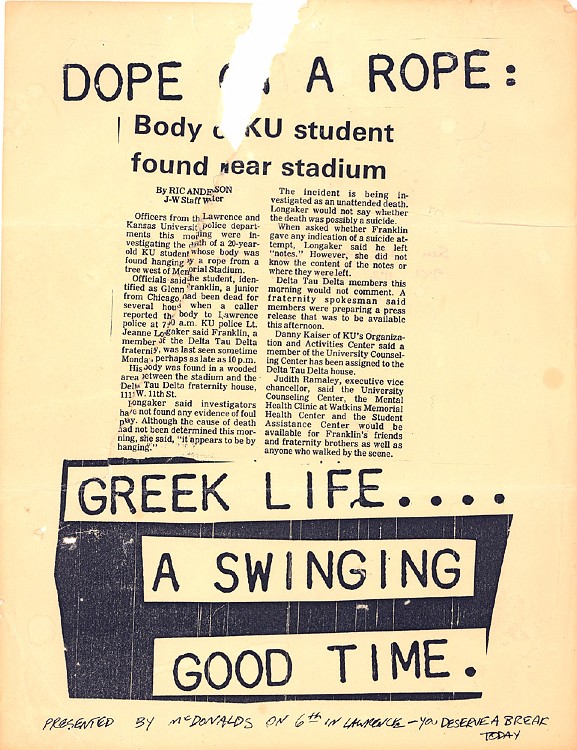 DOPE ON A ROPE:
Body of KU student
found near stadium
By RIC ANDERSON
J-W Staff Writer
Officers from the Lawrence and
Kansas University police depart-
ments this morning were in-
vestigating the death of a 20-year-
old KU student whose body was
found hanging by a rope from a
tree west of Memorial Stadium.
Officials said the student, iden-
tified as Glenn Franklin, a junior
from Chicago, had been dead for
several hours when a caller
reported the body to Lawrence
police at 7:30 a.m. KU police Lt.
Jeanne Longaker said Franklin, a
member of the Delta Tau Delta
fraternity, was last seen sometime
Monday, perhaps as late as 10 p.m.
His body was found in a wooded
area between the stadium and the
Delta Tau Delta fraternity house,
1111 W. 11th St.
Longaker said investigators
have not found any evidence of foul
play. Although the cause of death
had not been determined this mor-
ning, she said, "it appears to be by
hanging."
The incident is being in-
vestigated as an unattended death.
Longaker would not say whether
the death was possibly a suicide.
When asked whether Franklin
gave any indication of a suicide at-
tempt, Longaker said he left
"notes." However, she did not
know the content of the notes or
where they were left.
Delta Tau Delta members this
morning would not comment. A
fraternity spokesman said
members were preparing a press
release that was to be available
this afternoon.
Danny Kaiser of KU's Organiza-
tion and Activities Center said a
member of the University Counsel-
ing Center has been assigned to the
Delta Tau Delta house.
Judith Ramaley, executive vice
chancellor, said the University
Counseling Center, the Mental
Health Clinic at Watkins Memorial
Health Center and the Student
Assistance Center would be
available for Franklin's friends
and fraternity brothers as well as
anyone who walked by the scene.
GREEK LIFE....
A SWINGING
GOOD TIME.
PRESENTED BY McDONALDS ON 6th IN LAWRENCE - YOU DESERVE A BREAK
TODAY